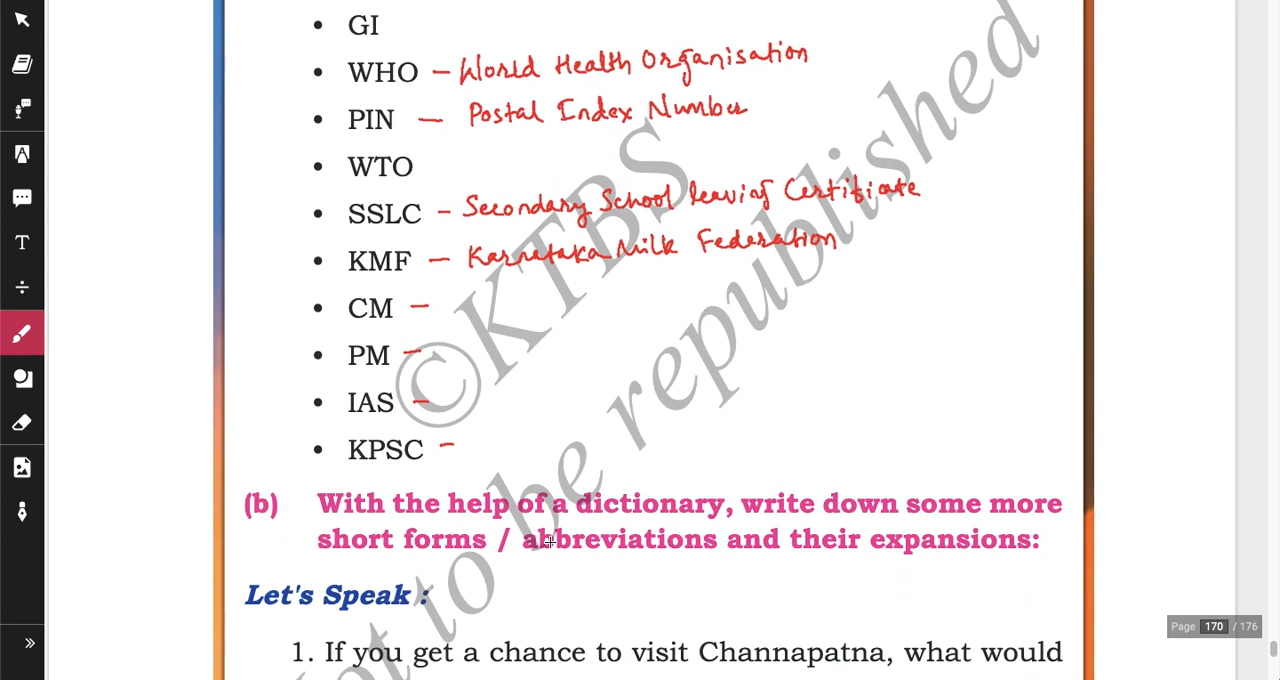 • GI
• WHO – World Health Organisation
• PIN – Postal Index Number
• WTO
• SSLC – Secondary School Leaving Certifiate
• KMF – Karnataka Milk Federation
• CM –
• PM –
• IAS –
• KPSC –
(b) With the help of a dictionary, write down some more
short forms / abbreviations and their expansions:
Let's Speak :
1. If you get a chance to visit Channapatna, what would
©KTBS
Not to be republished
Page 170 / 176